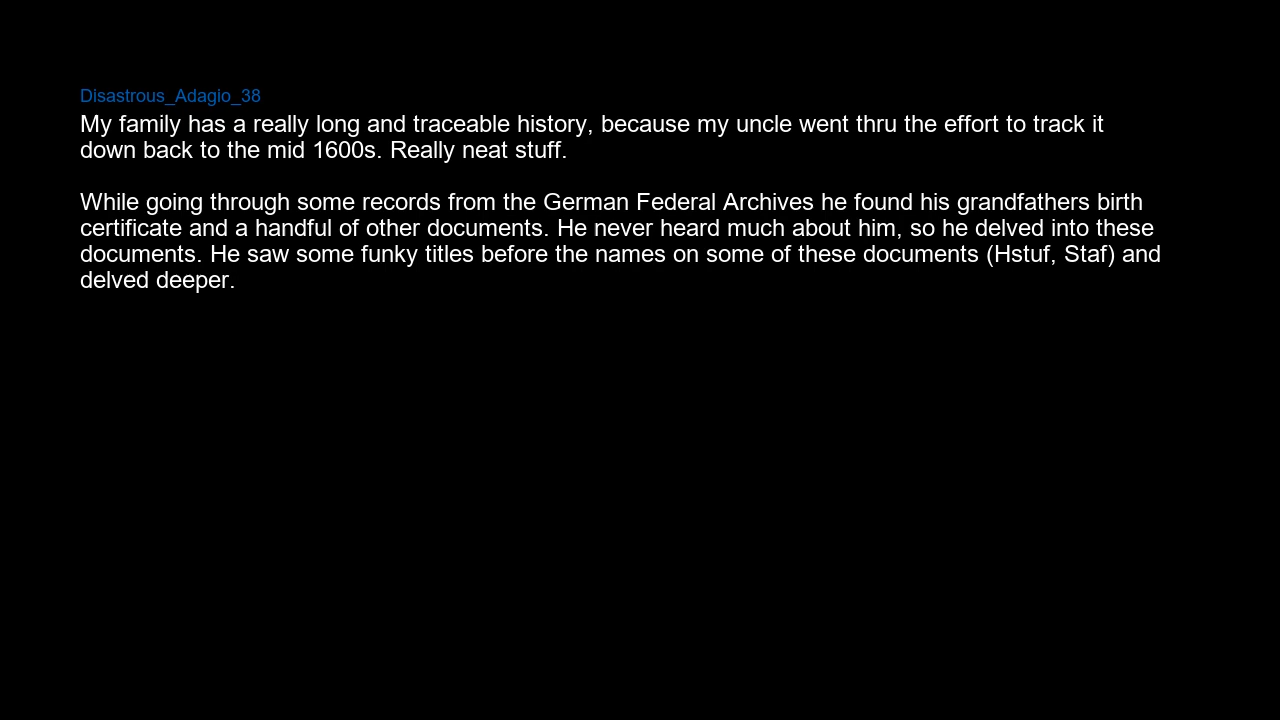 Disastrous_Adagio_38
My family has a really long and traceable history, because my uncle went thru the effort to track it
down back to the mid 1600s. Really neat stuff.
While going through some records from the German Federal Archives he found his grandfathers birth
certificate and a handful of other documents. He never heard much about him, so he delved into these
documents. He saw some funky titles before the names on some of these documents (Hstuf, Staf) and
delved deeper.